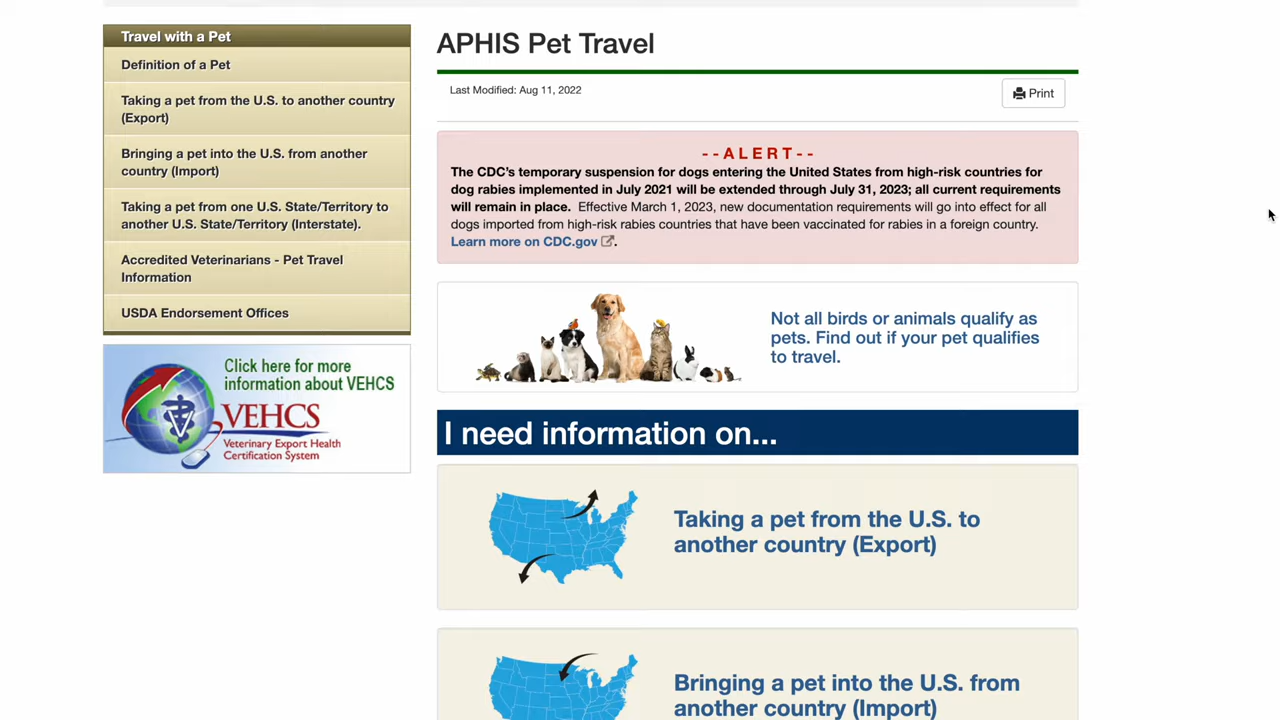 Travel with a Pet
Definition of a Pet
Taking a pet from the U.S. to another country
(Export)
Bringing a pet into the U.S. from another
country (Import)
Taking a pet from one U.S. State/Territory to
another U.S. State/Territory (Interstate).
Accredited Veterinarians - Pet Travel
Information
USDA Endorsement Offices
Click here for more
information about VEHCS
VEHCS
Veterinary Export Health
Certification System
APHIS Pet Travel
Last Modified: Aug 11, 2022
Print
--ALERT--
The CDC's temporary suspension for dogs entering the United States from high-risk countries for
dog rabies implemented in July 2021 will be extended through July 31, 2023; all current requirements
will remain in place. Effective March 1, 2023, new documentation requirements will go into effect for all
dogs imported from high-risk rabies countries that have been vaccinated for rabies in a foreign country.
Learn more on CDC.gov.
Not all birds or animals qualify as
pets. Find out if your pet qualifies
to travel.
I need information on...
Taking a pet from the U.S. to
another country (Export)
Bringing a pet into the U.S. from
another country (Import)